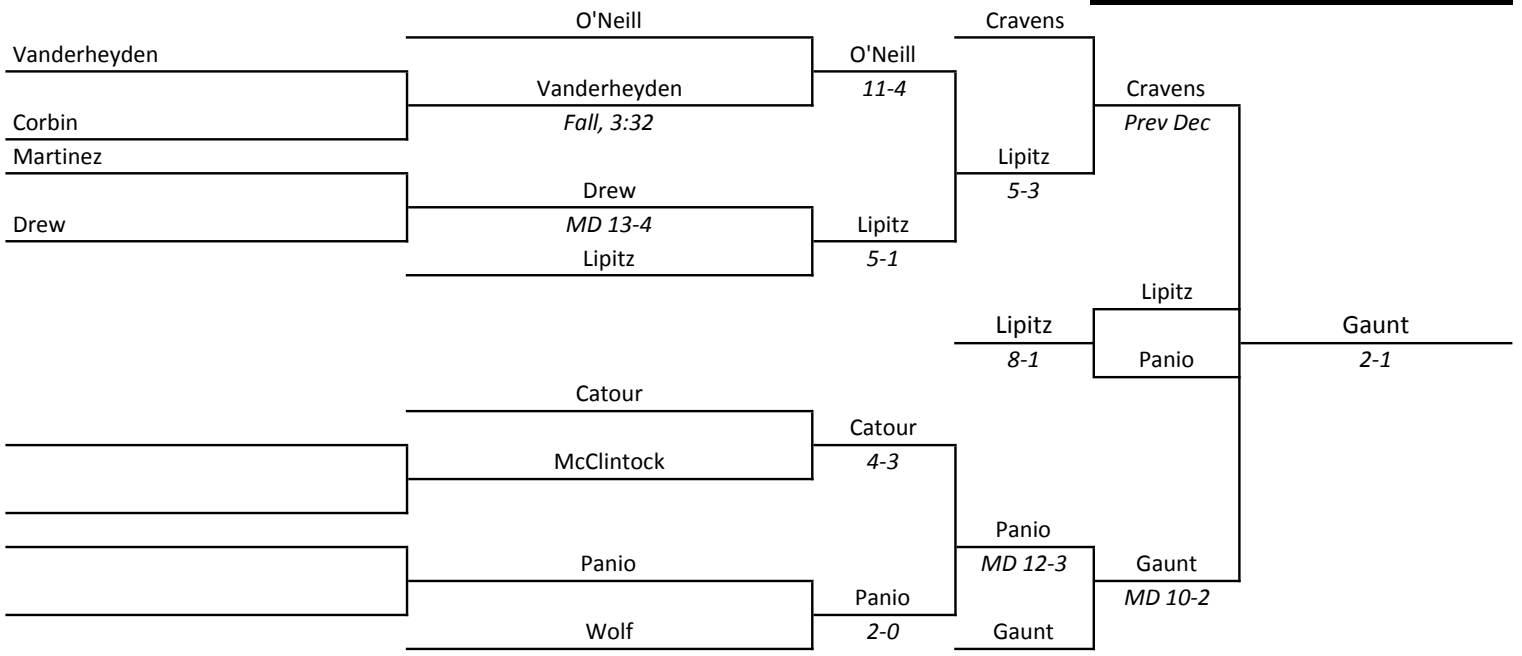 O'Neill
Cravens
Vanderheyden
O'Neill
Vanderheyden
11-4
Cravens
Corbin
Fall, 3:32
Prev Dec
Martinez
Lipitz
Drew
5-3
Drew
MD 13-4
Lipitz
Lipitz
5-1
Lipitz
Lipitz
Gaunt
8-1
Panio
2-1
Catour
Catour
McClintock
4-3
Panio
Panio
MD 12-3
Gaunt
Panio
MD 10-2
Wolf
2-0
Gaunt